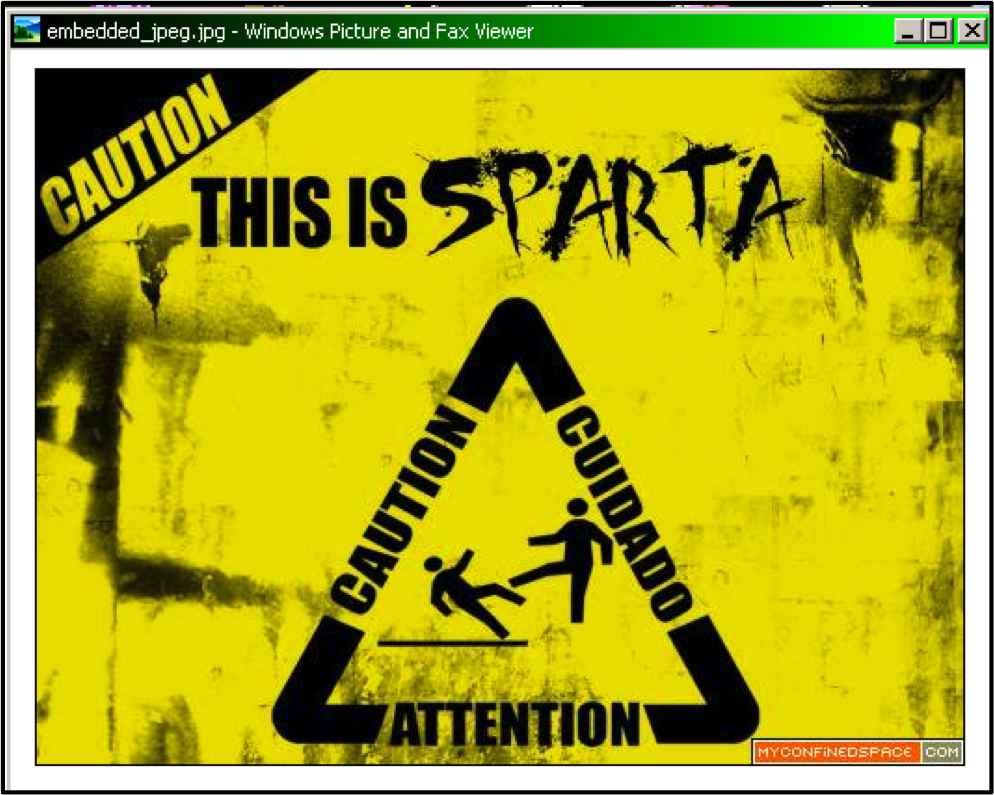 embedded_jpeg.jpg - Windows Picture and Fax Viewer
CAUTION
THIS IS SPARTA
CAUTION
CUIDADO
ATTENTION
MYCONFINEDSPACE COM